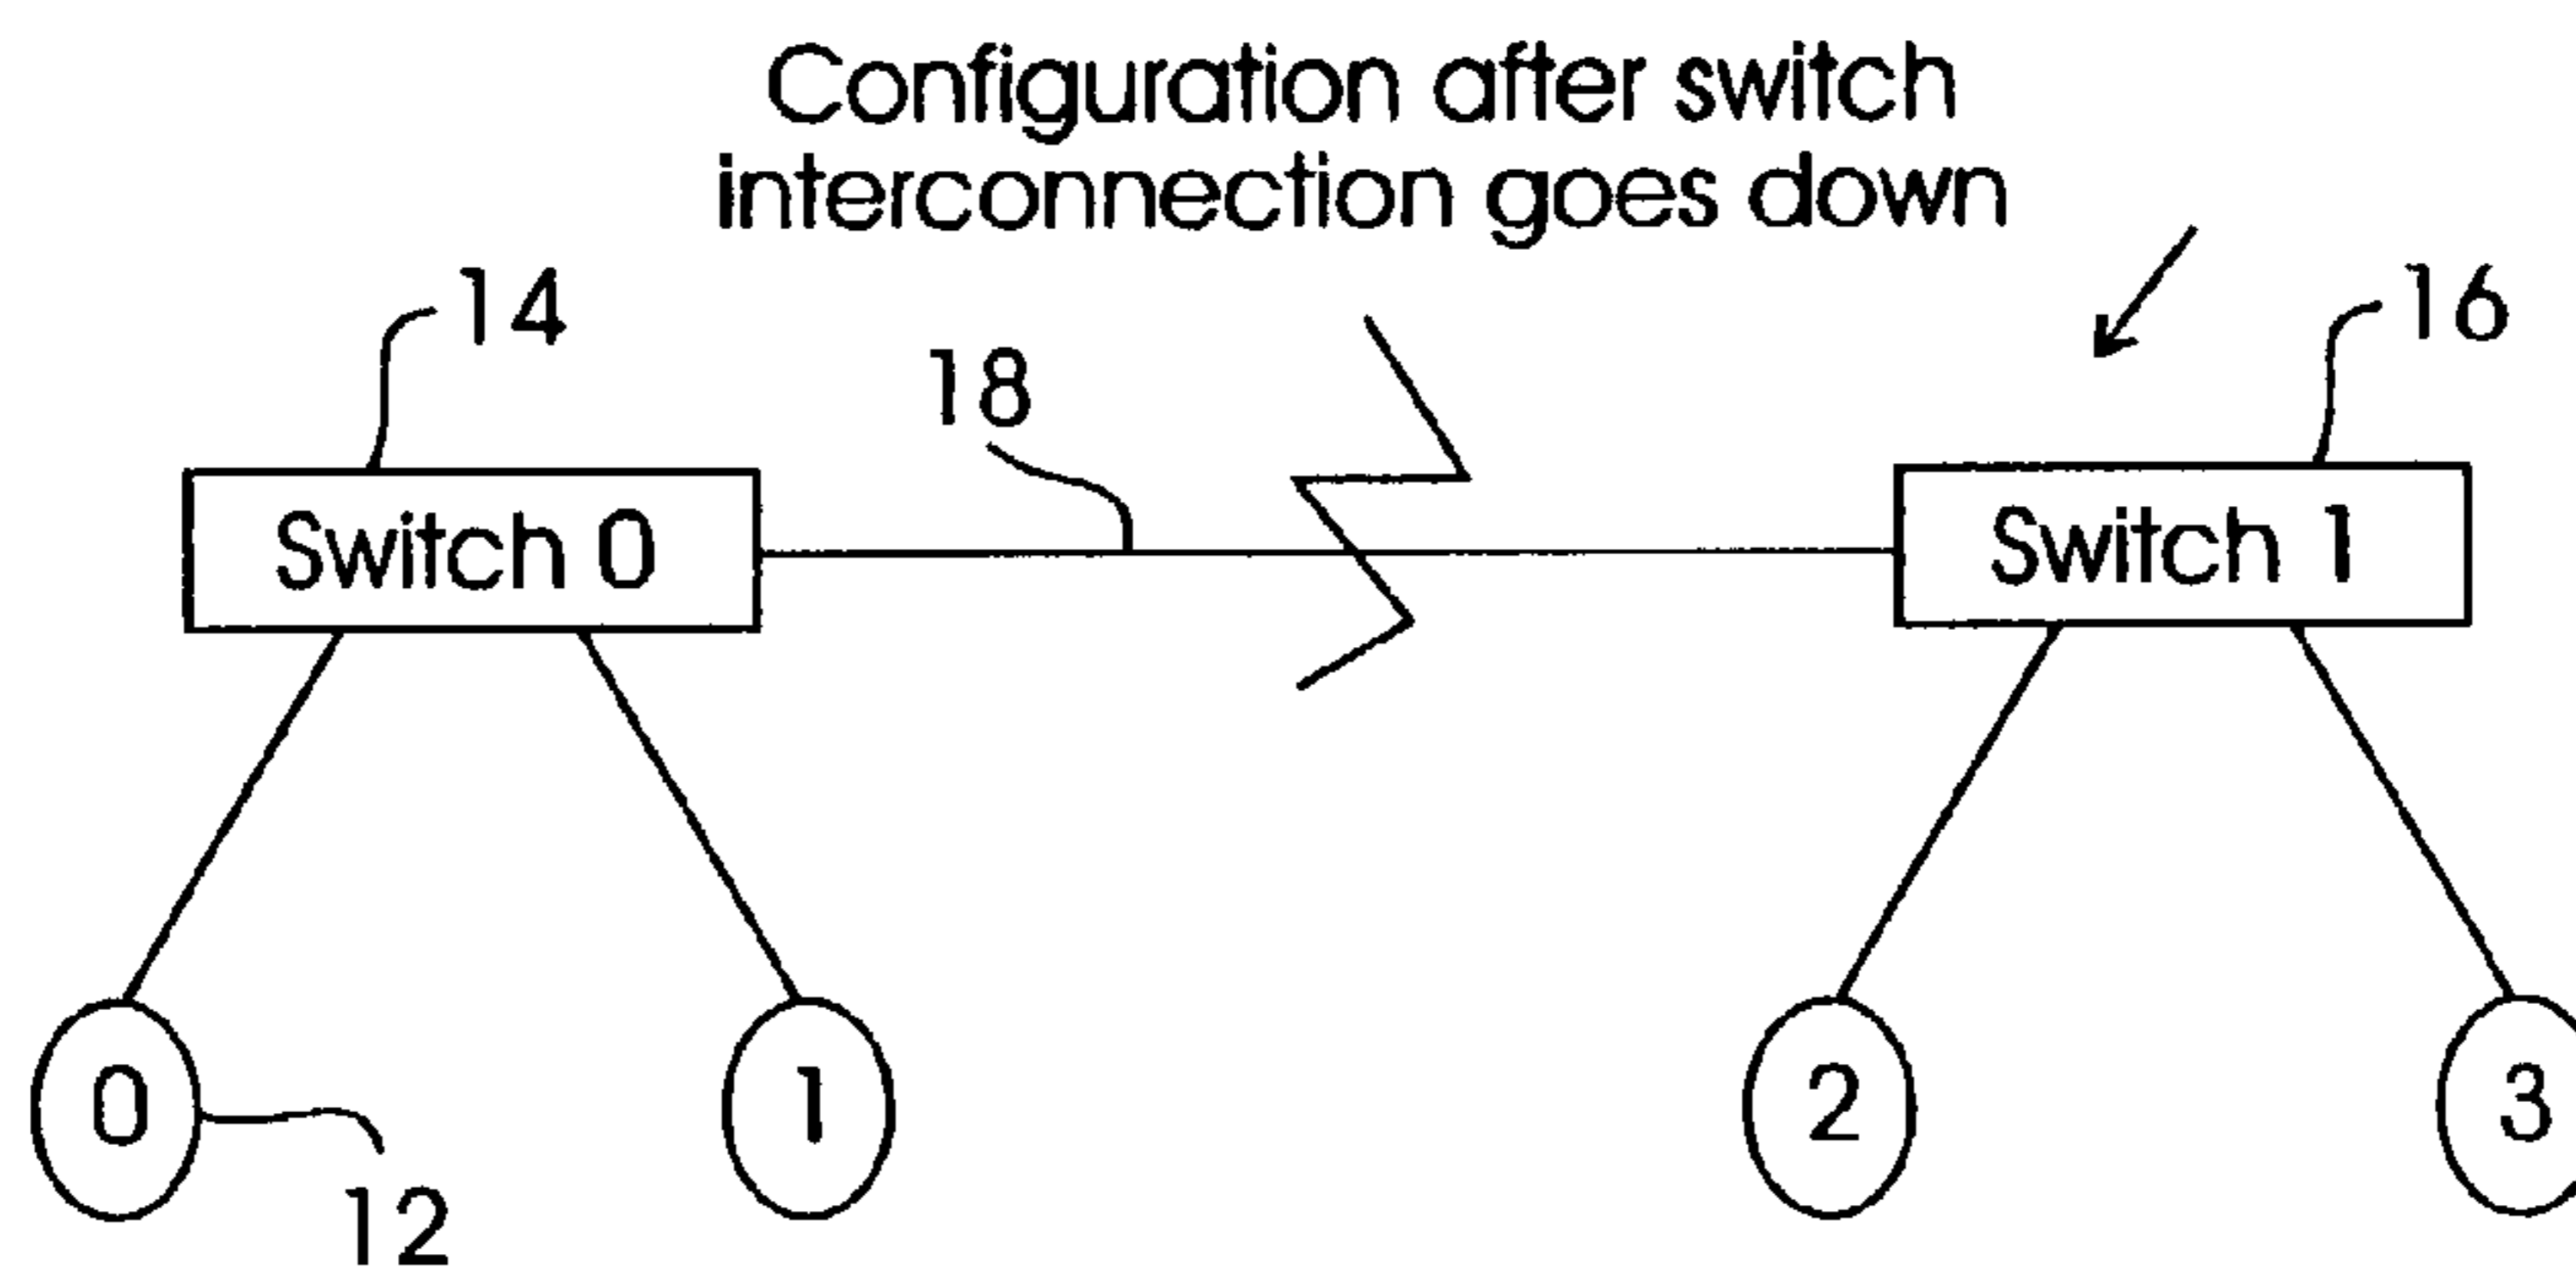 Configuration after switch
interconnection goes down
14
16
18
Switch 0
Switch 1
0
1
2
3
12